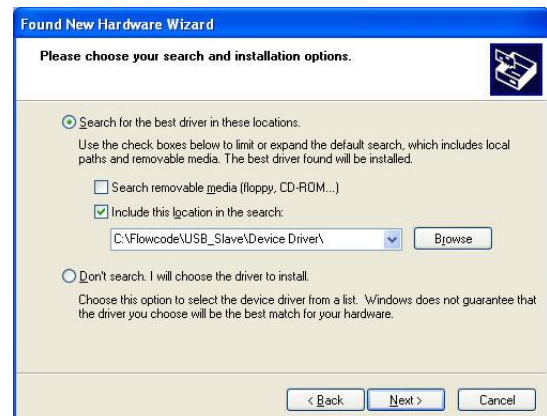 Found New Hardware Wizard
Please choose your search and installation options.
Search for the best driver in these locations.
Use the check boxes below to limit or expand the default search, which includes local
paths and removable media. The best driver found will be installed.
Search removable media (floppy, CD-ROM...)
Include this location in the search:
C:\Flowcode\USB_Slave\Device Driver\
Browse
Don't search. I will choose the driver to install.
Choose this option to select the device driver from a list. Windows does not guarantee that
the driver you choose will be the best match for your hardware.
< Back Next > Cancel